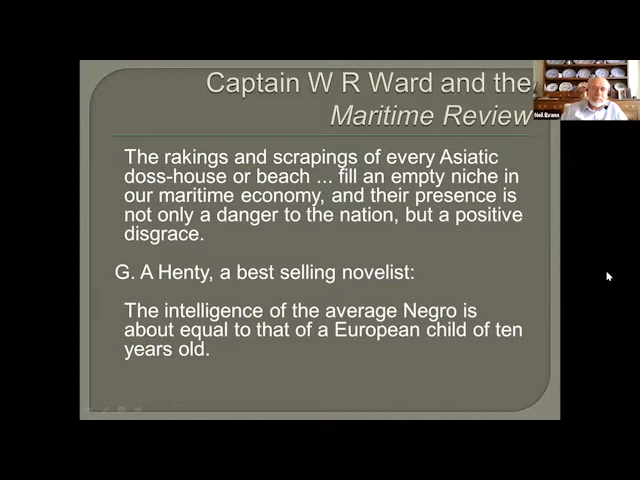 Captain W R Ward and the
Maritime Review
Neil Evans
The rakings and scrapings of every Asiatic
doss-house or beach ... fill an empty niche in
our maritime economy, and their presence is
not only a danger to the nation, but a positive
disgrace.
G. A Henty, a best selling novelist:
The intelligence of the average Negro is
about equal to that of a European child of ten
years old.